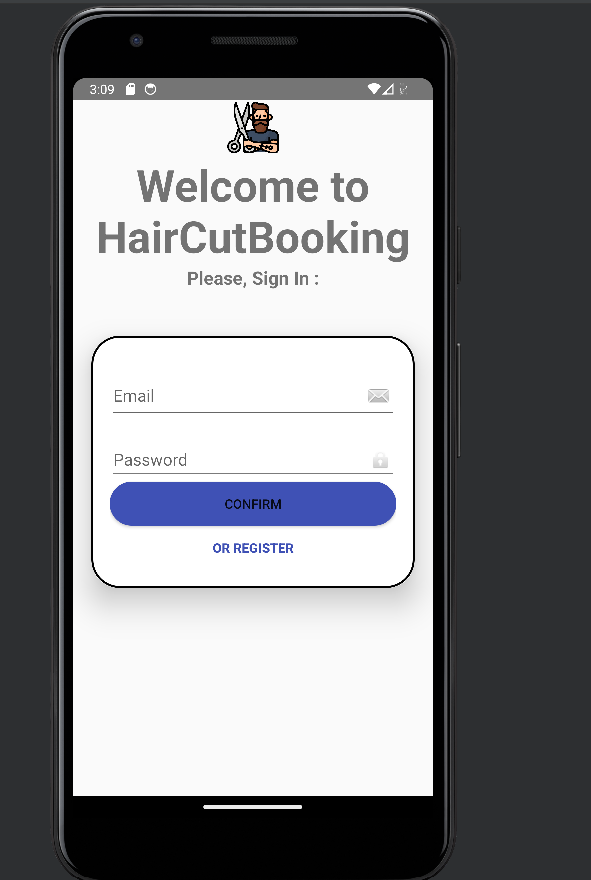 3:09
Welcome to
HairCutBooking
Please, Sign In :
Email
Password
CONFIRM
OR REGISTER